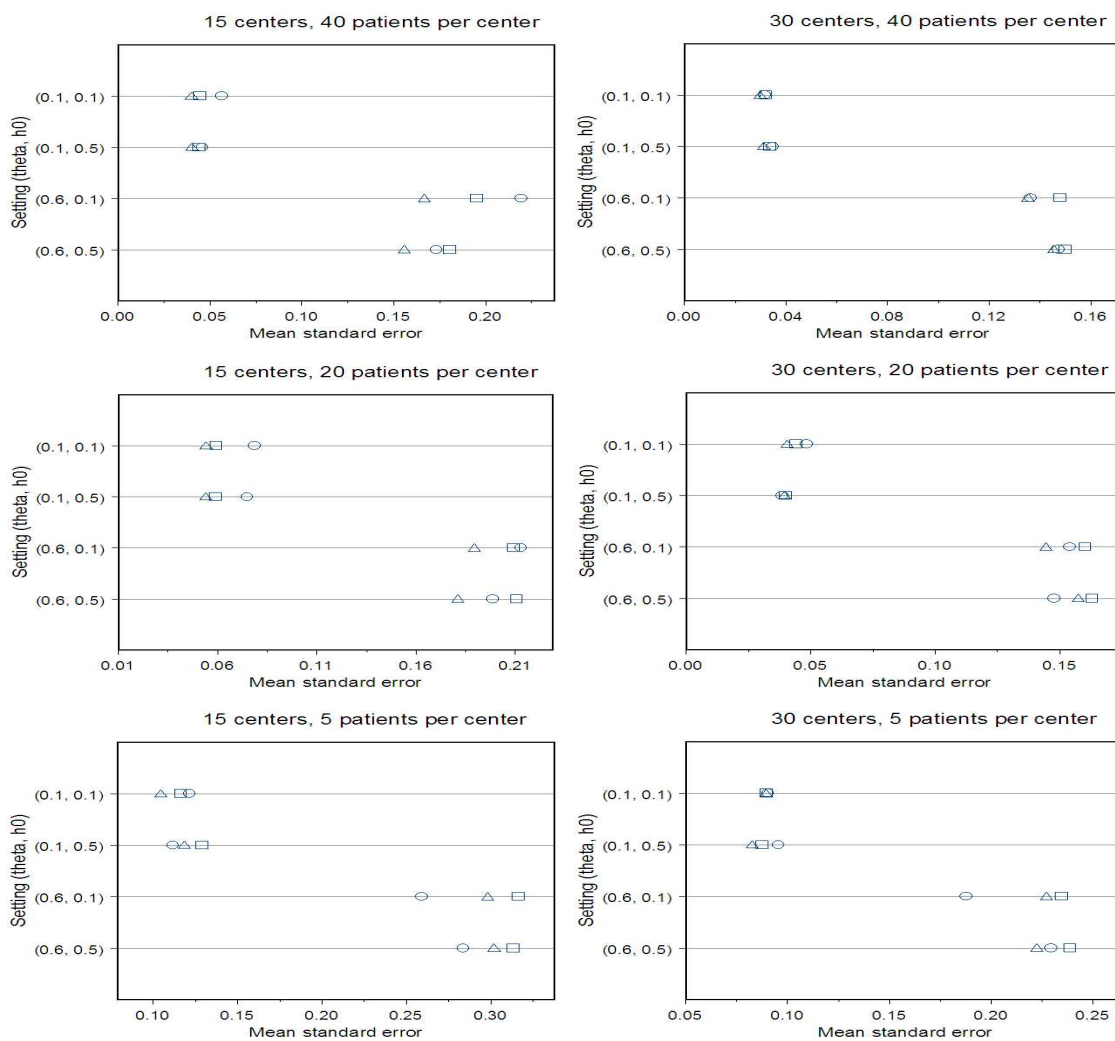 15 centers, 40 patients per center
Setting (theta, h0)
(0.1, 0.1)
(0.1, 0.5)
(0.6, 0.1)
(0.6, 0.5)
0.00 0.05 0.10 0.15 0.20
Mean standard error
30 centers, 40 patients per center
Setting (theta, h0)
(0.1, 0.1)
(0.1, 0.5)
(0.6, 0.1)
(0.6, 0.5)
0.00 0.04 0.08 0.12 0.16
Mean standard error
15 centers, 20 patients per center
Setting (theta, h0)
(0.1, 0.1)
(0.1, 0.5)
(0.6, 0.1)
(0.6, 0.5)
0.01 0.06 0.11 0.16 0.21
Mean standard error
30 centers, 20 patients per center
Setting (theta, h0)
(0.1, 0.1)
(0.1, 0.5)
(0.6, 0.1)
(0.6, 0.5)
0.00 0.05 0.10 0.15
Mean standard error
15 centers, 5 patients per center
Setting (theta, h0)
(0.1, 0.1)
(0.1, 0.5)
(0.6, 0.1)
(0.6, 0.5)
0.10 0.15 0.20 0.25 0.30
Mean standard error
30 centers, 5 patients per center
Setting (theta, h0)
(0.1, 0.1)
(0.1, 0.5)
(0.6, 0.1)
(0.6, 0.5)
0.05 0.10 0.15 0.20 0.25
Mean standard error